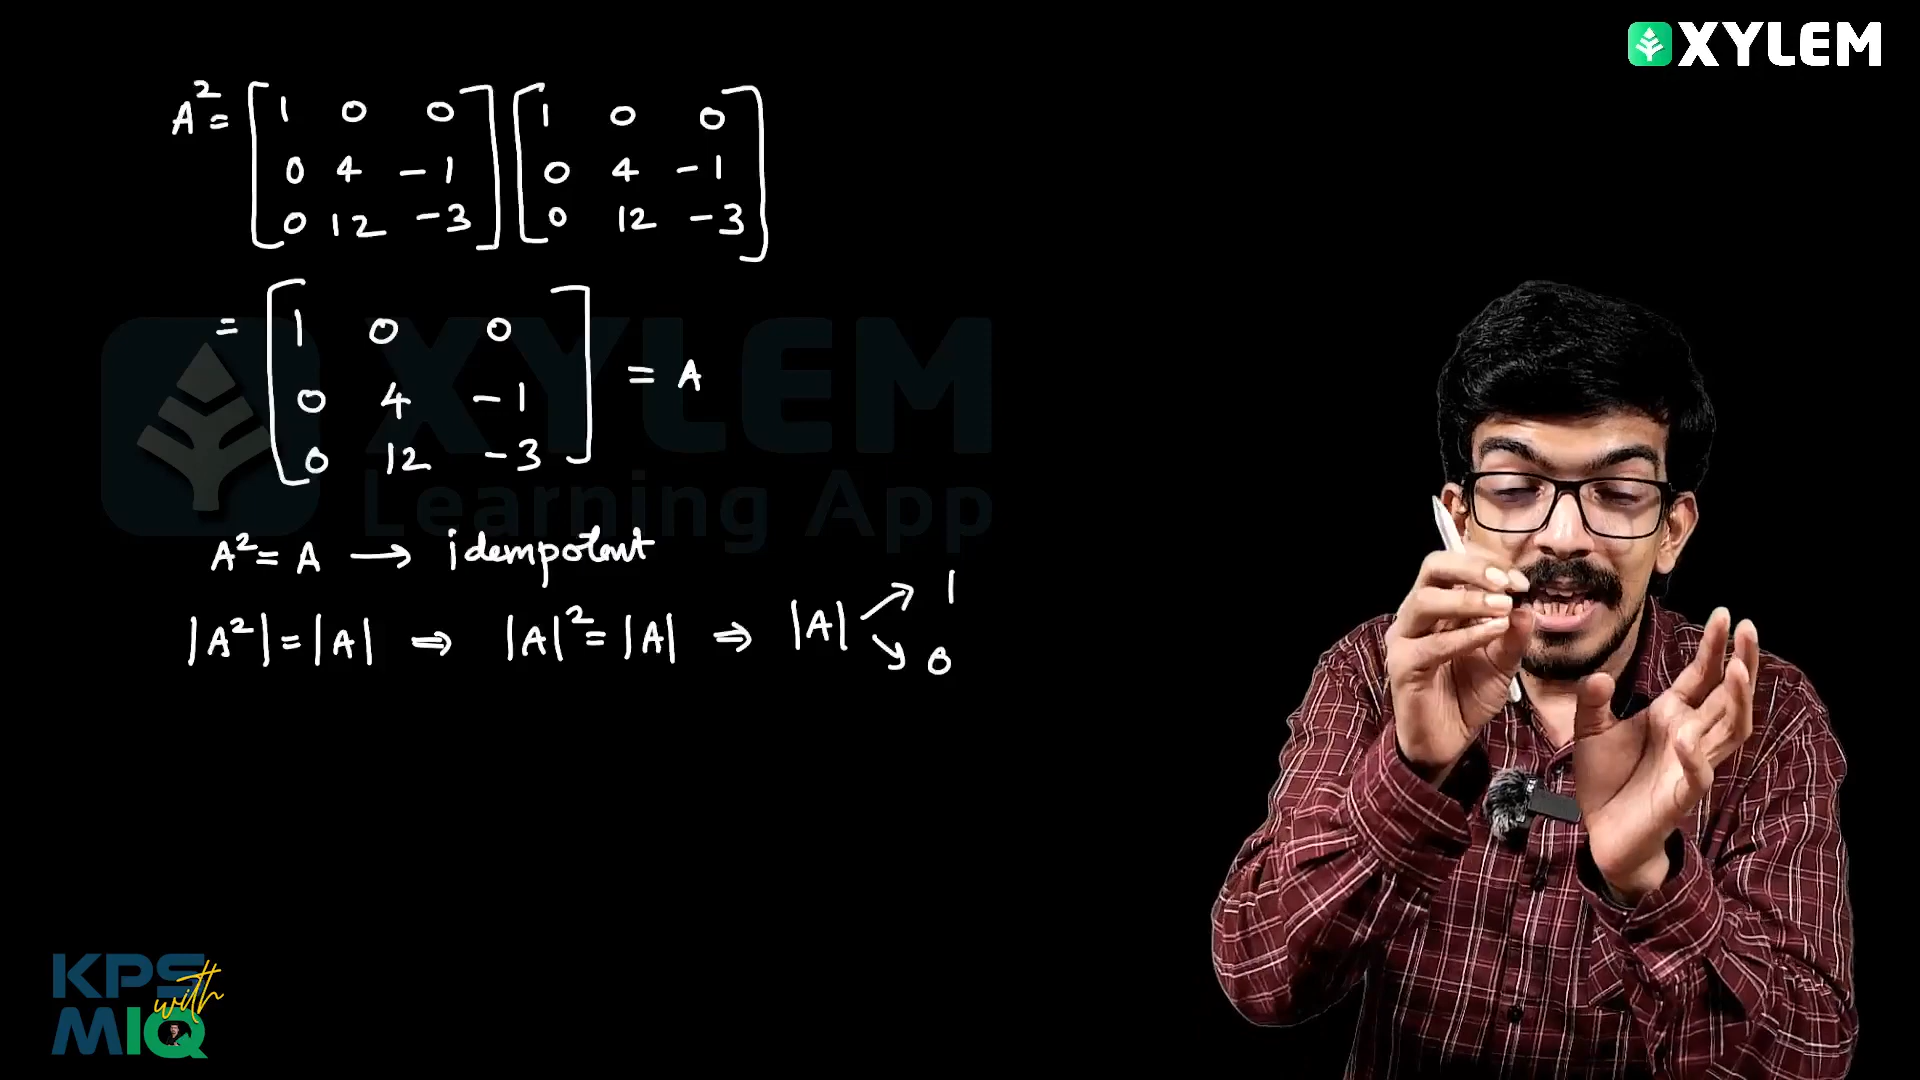 XYLEM
A²= [1 0 0] [1 0 0]
[0 4 -1] [0 4 -1]
[0 12 -3] [0 12 -3]
= [1 0 0]
[0 4 -1] = A
[0 12 -3]
XYLEM
Learning App
A² = A → idempotent
|A²| = |A| ⇒ |A|² = |A| ⇒ |A| ↗ 1
↘ 0
KPS
with
MIQ